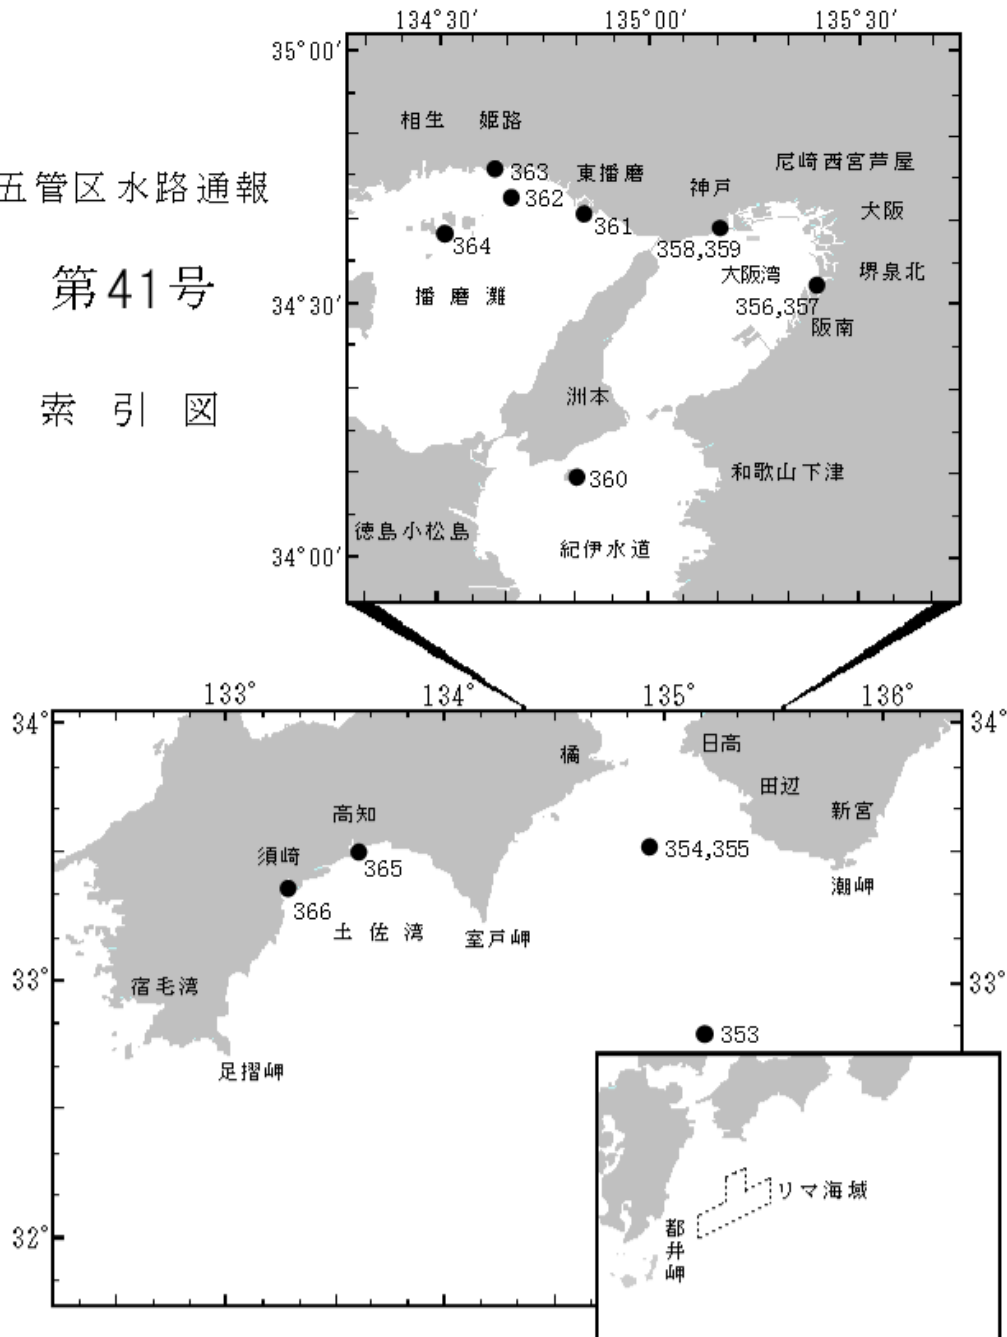 134°30′ 135°00′ 135°30′
35°00′
相生 姫路
尼崎西宮芦屋
363 東播磨
神戸
五管区水路通報
362
大阪
361
364
358,359
大阪湾 堺泉北
第41号
播磨灘
34°30′
356,357
阪南
索引図
洲本
和歌山下津
360
徳島小松島
紀伊水道
34°00′
133° 134° 135° 136°
34° 34°
橘 日高
田辺
高知 新宮
須崎
354,355
365
潮岬
366
土佐湾 室戸岬
33° 33°
宿毛湾
353
足摺岬
リマ海域
都井岬
32°